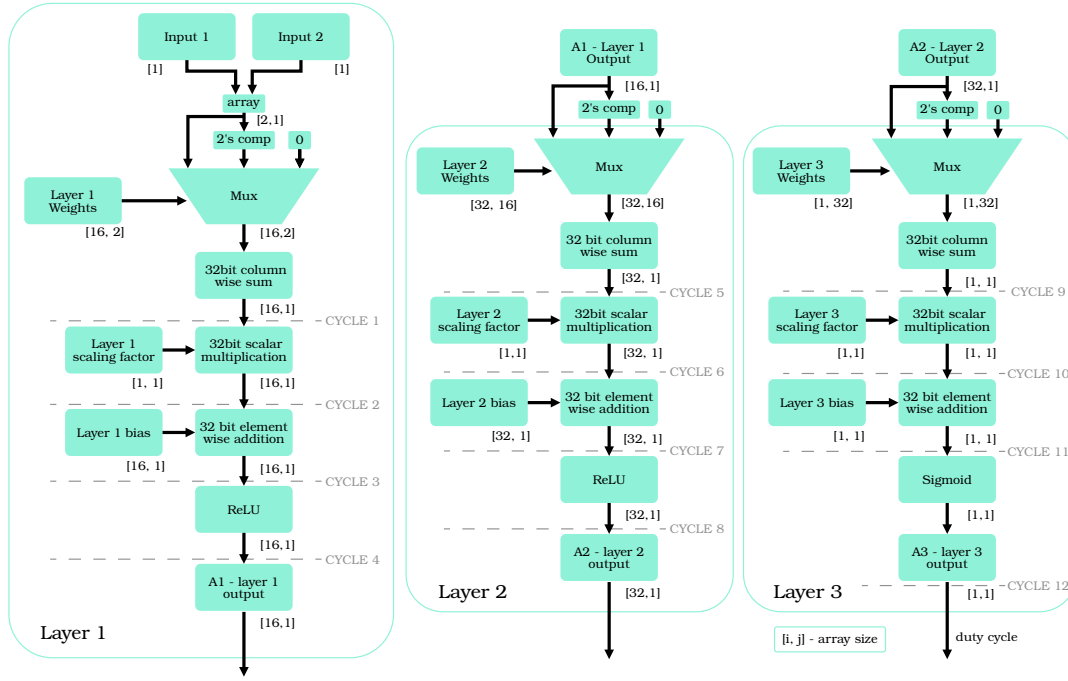 Input 1
Input 2
[1]
[1]
array
[2,1]
2's comp
0
Mux
Layer 1
Weights
[16, 2]
[16,2]
32bit column
wise sum
[16,1]
CYCLE 1
Layer 1
scaling factor
32bit scalar
multiplication
[1, 1]
[16,1]
CYCLE 2
Layer 1 bias
32 bit element
wise addition
[16, 1]
[16,1]
CYCLE 3
ReLU
[16,1]
CYCLE 4
A1 - layer 1
output
[16,1]
Layer 1
A1 - Layer 1
Output
[16,1]
2's comp
0
Mux
Layer 2
Weights
[32, 16]
[32,16]
32 bit column
wise sum
[32, 1]
CYCLE 5
Layer 2
scaling factor
32bit scalar
multiplication
[1,1]
[32, 1]
CYCLE 6
Layer 2 bias
32 bit element
wise addition
[32, 1]
[32, 1]
CYCLE 7
ReLU
[32,1]
CYCLE 8
A2 - layer 2
output
[32,1]
Layer 2
A2 - Layer 2
Output
[32,1]
2's comp
0
Mux
Layer 3
Weights
[1, 32]
[1,32]
32 bit column
wise sum
[1, 1]
CYCLE 9
Layer 3
scaling factor
32bit scalar
multiplication
[1,1]
[1, 1]
CYCLE 10
Layer 3 bias
32 bit element
wise addition
[1, 1]
[1, 1]
CYCLE 11
Sigmoid
[1,1]
A3 - layer 3
output
CYCLE 12
[1,1]
Layer 3
[i, j] - array size
duty cycle